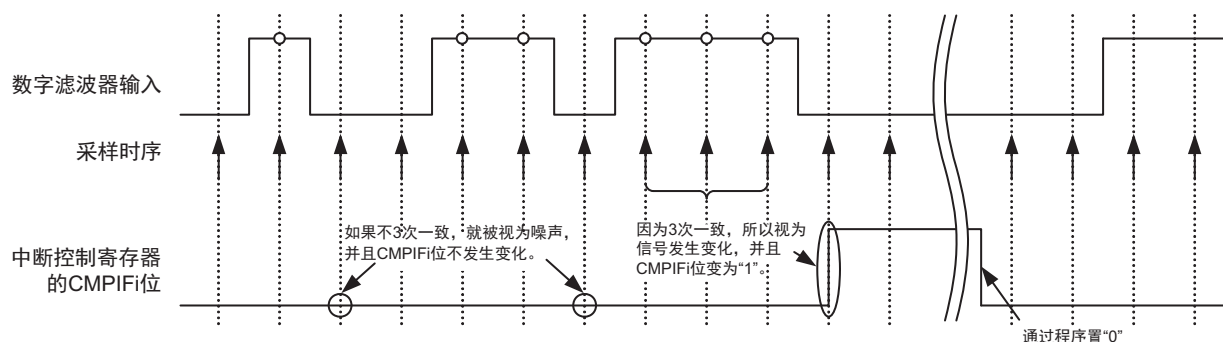 数字滤波器输入
采样时序
如果不3次一致，就被视为噪声，
并且CMPIFi位不发生变化。
因为3次一致，所以视为
信号发生变化，并且
CMPIFi位变为“1”。
中断控制寄存器
的CMPIFi位
通过程序置“0”